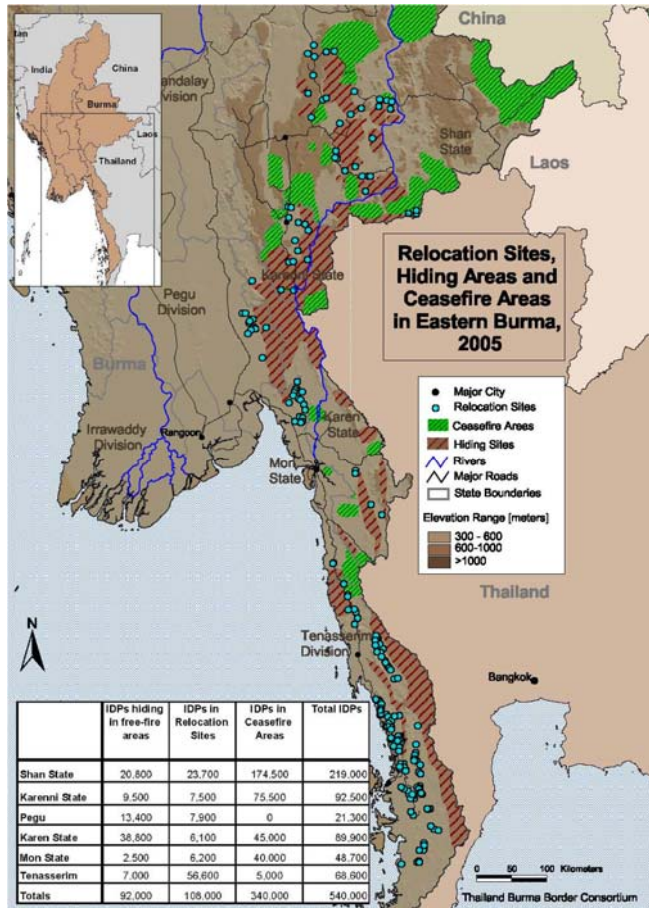 China
India
China
Burma
Laos
Thailand
Division
Shan
State
Laos
Relocation Sites,
Hiding Areas and
Ceasefire Areas
in Eastern Burma,
2005
Karenni State
Pegu
Division
Burma
Major City
Relocation Sites
Ceasefire Areas
Hiding Sites
Rivers
Major Roads
State Boundaries
Elevation Range [meters]
300 - 600
600-1000
>1000
Karen
State
Irrawaddy
Division
Rangoon
Mon
State
Thailand
Tenasserim
Division
Bangkok
N
IDPs hiding in free-fire areas | IDPs in Relocation Sites | IDPs in Ceasefire Areas | Total IDPs
Shan State 20,800 23,700 174,500 219,000
Karenni State 9,500 7,500 75,500 92,500
Pegu 13,400 7,900 0 21,300
Karen State 38,800 6,100 45,000 89,900
Mon State 2,500 6,200 40,000 48,700
Tenasserim 7,000 56,600 5,000 68,600
Totals 92,000 108,000 340,000 540,000
0 50 100 Kilometers
Thailand Burma Border Consortium